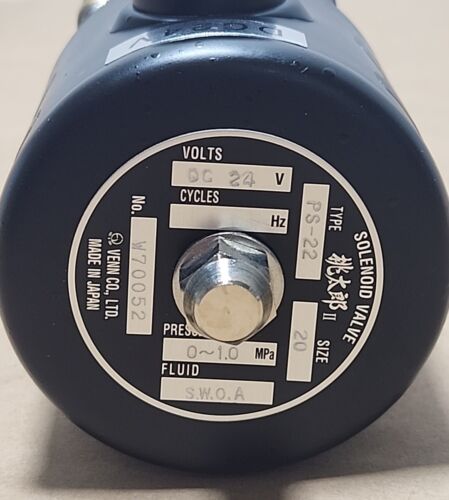 DC24V
SOLENOID VALVE
桃太郎II
TYPE
PS-22
SIZE
20
VOLTS
DC 24 V
CYCLES
Hz
0~1.0 MPa
FLUID
S.W.O.A
No.
W70052
VENN CO., LTD.
MADE IN JAPAN